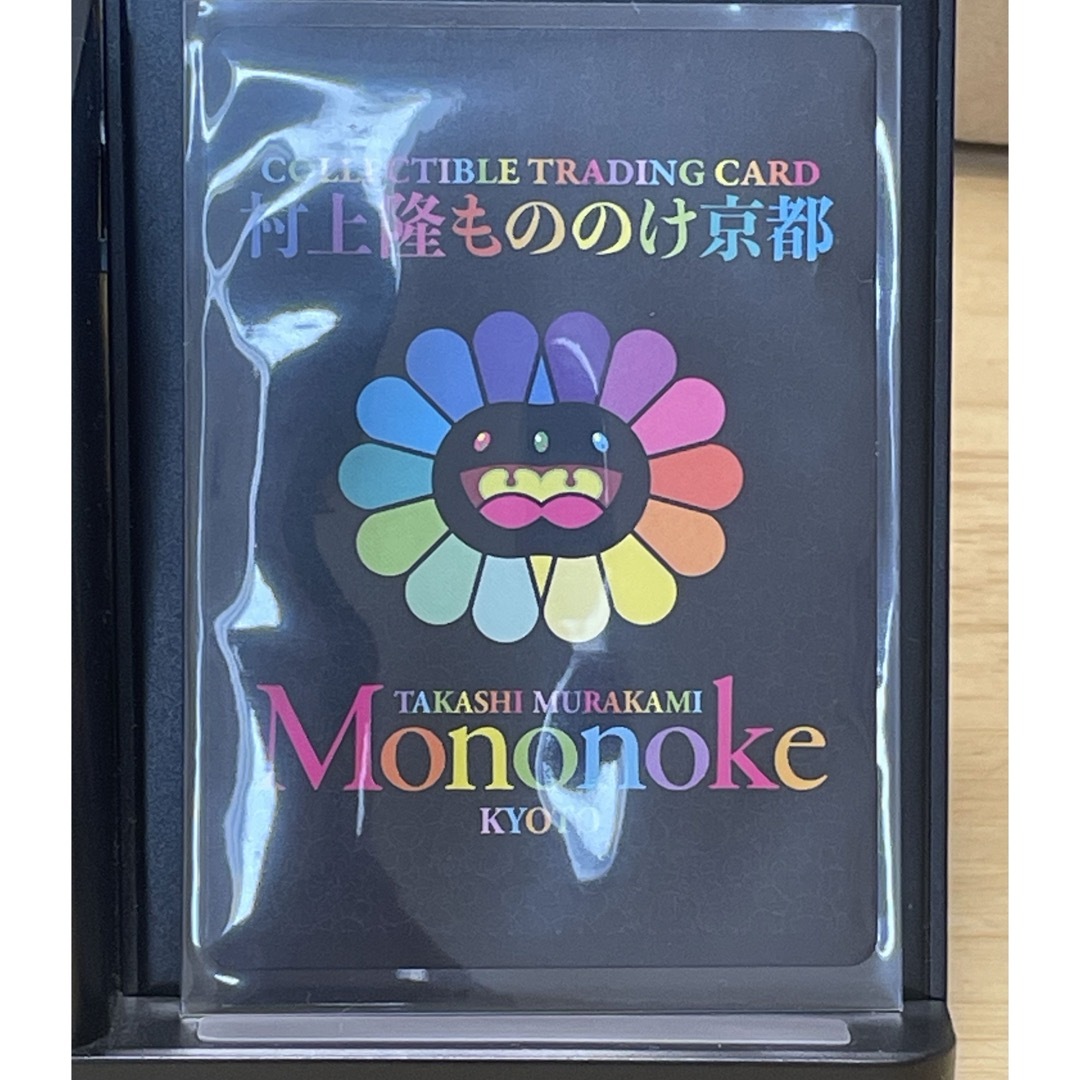 COLLECTIBLE TRADING CARD
村上隆もののけ京都
TAKASHI MURAKAMI
Mononoke
KYOTO